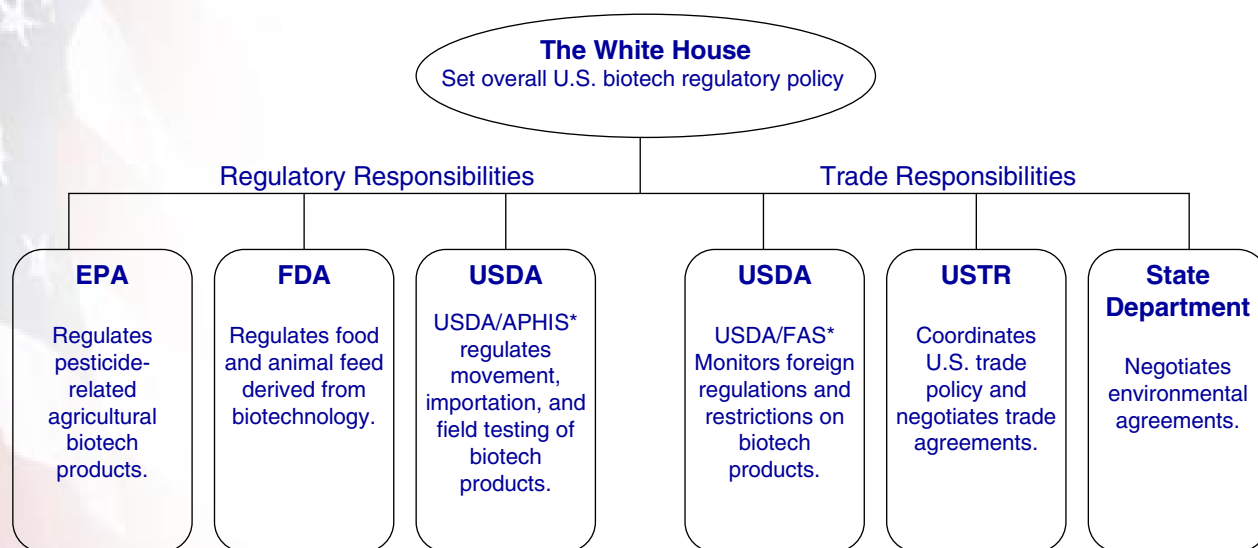 The White House
Set overall U.S. biotech regulatory policy
Regulatory Responsibilities
Trade Responsibilities
EPA
Regulates
pesticide-
related
agricultural
biotech
products.
FDA
Regulates food
and animal feed
derived from
biotechnology.
USDA
USDA/APHIS*
regulates
movement,
importation, and
field testing of
biotech
products.
USDA
USDA/FAS*
Monitors foreign
regulations and
restrictions on
biotech
products.
USTR
Coordinates
U.S. trade
policy and
negotiates trade
agreements.
State
Department
Negotiates
environmental
agreements.